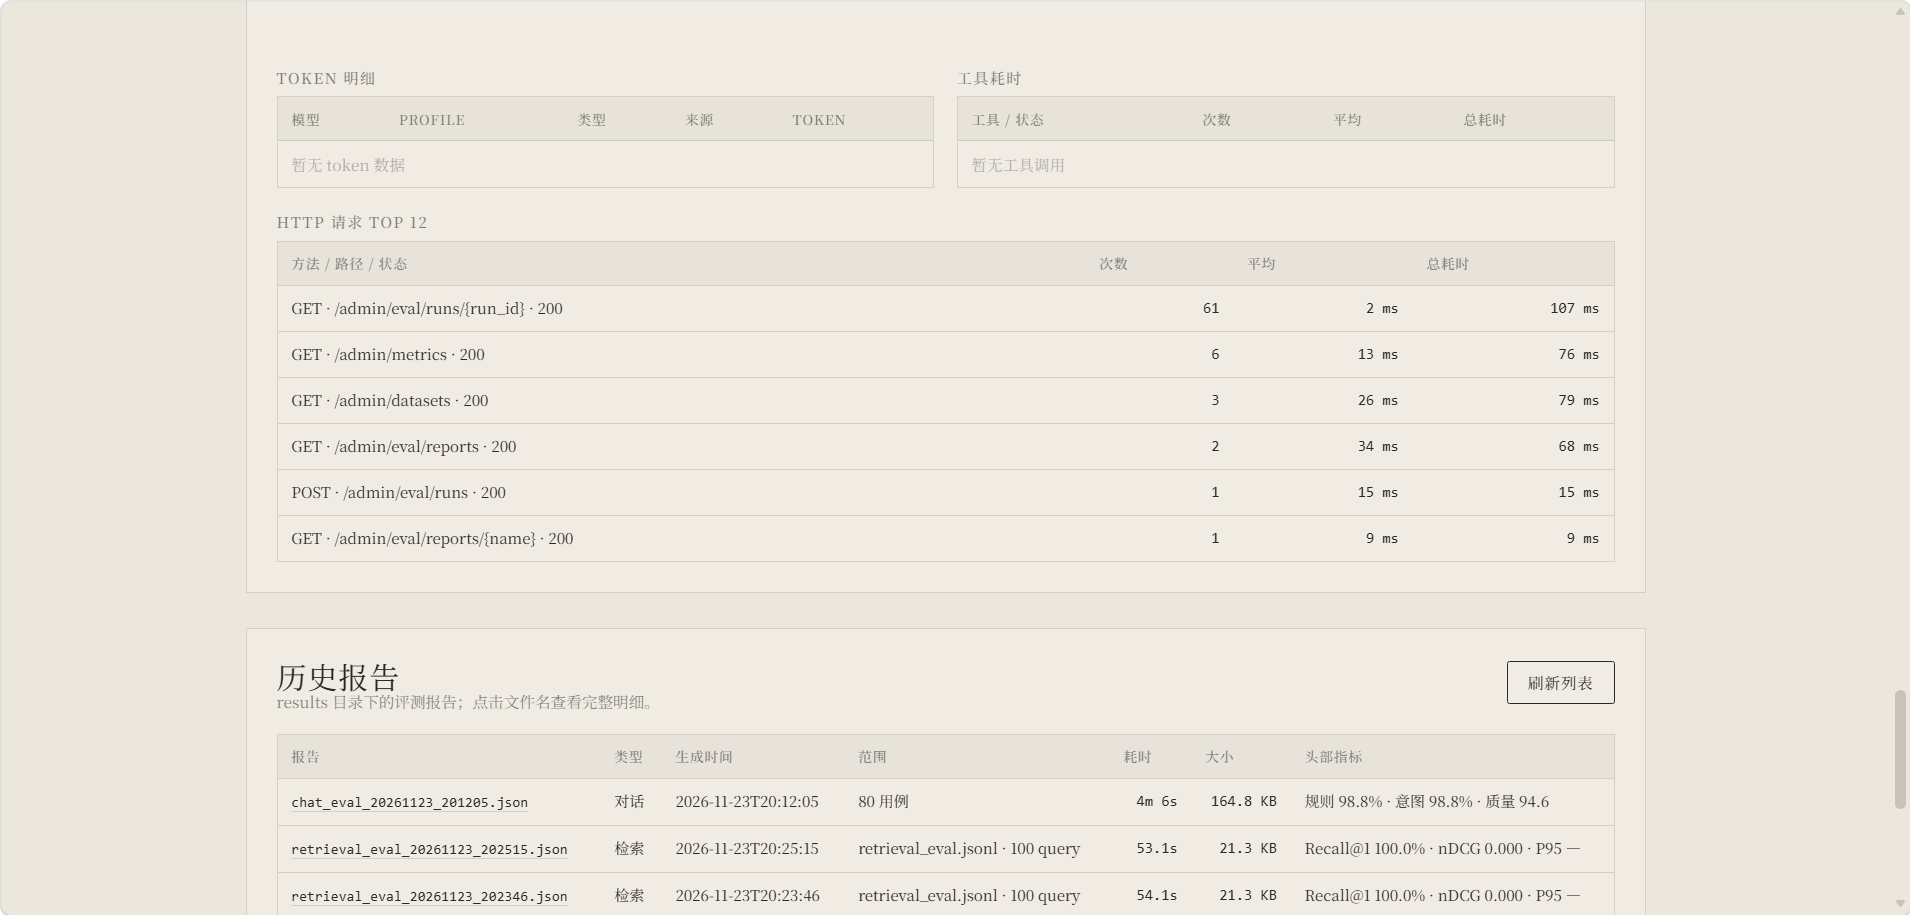 TOKEN 明细
模型 PROFILE 类型 来源 TOKEN
暂无 token 数据
工具耗时
工具 / 状态 次数 平均 总耗时
暂无工具调用
HTTP 请求 TOP 12
方法 / 路径 / 状态 次数 平均 总耗时
GET · /admin/eval/runs/{run_id} · 200 61 2 ms 107 ms
GET · /admin/metrics · 200 6 13 ms 76 ms
GET · /admin/datasets · 200 3 26 ms 79 ms
GET · /admin/eval/reports · 200 2 34 ms 68 ms
POST · /admin/eval/runs · 200 1 15 ms 15 ms
GET · /admin/eval/reports/{name} · 200 1 9 ms 9 ms
历史报告
results 目录下的评测报告；点击文件名查看完整明细。
刷新列表
报告 类型 生成时间 范围 耗时 大小 头部指标
chat_eval_20261123_201205.json 对话 2026-11-23T20:12:05 80 用例 4m 6s 164.8 KB 规则 98.8% · 意图 98.8% · 质量 94.6
retrieval_eval_20261123_202515.json 检索 2026-11-23T20:25:15 retrieval_eval.jsonl · 100 query 53.1s 21.3 KB Recall@1 100.0% · nDCG 0.000 · P95 —
retrieval_eval_20261123_202346.json 检索 2026-11-23T20:23:46 retrieval_eval.jsonl · 100 query 54.1s 21.3 KB Recall@1 100.0% · nDCG 0.000 · P95 —